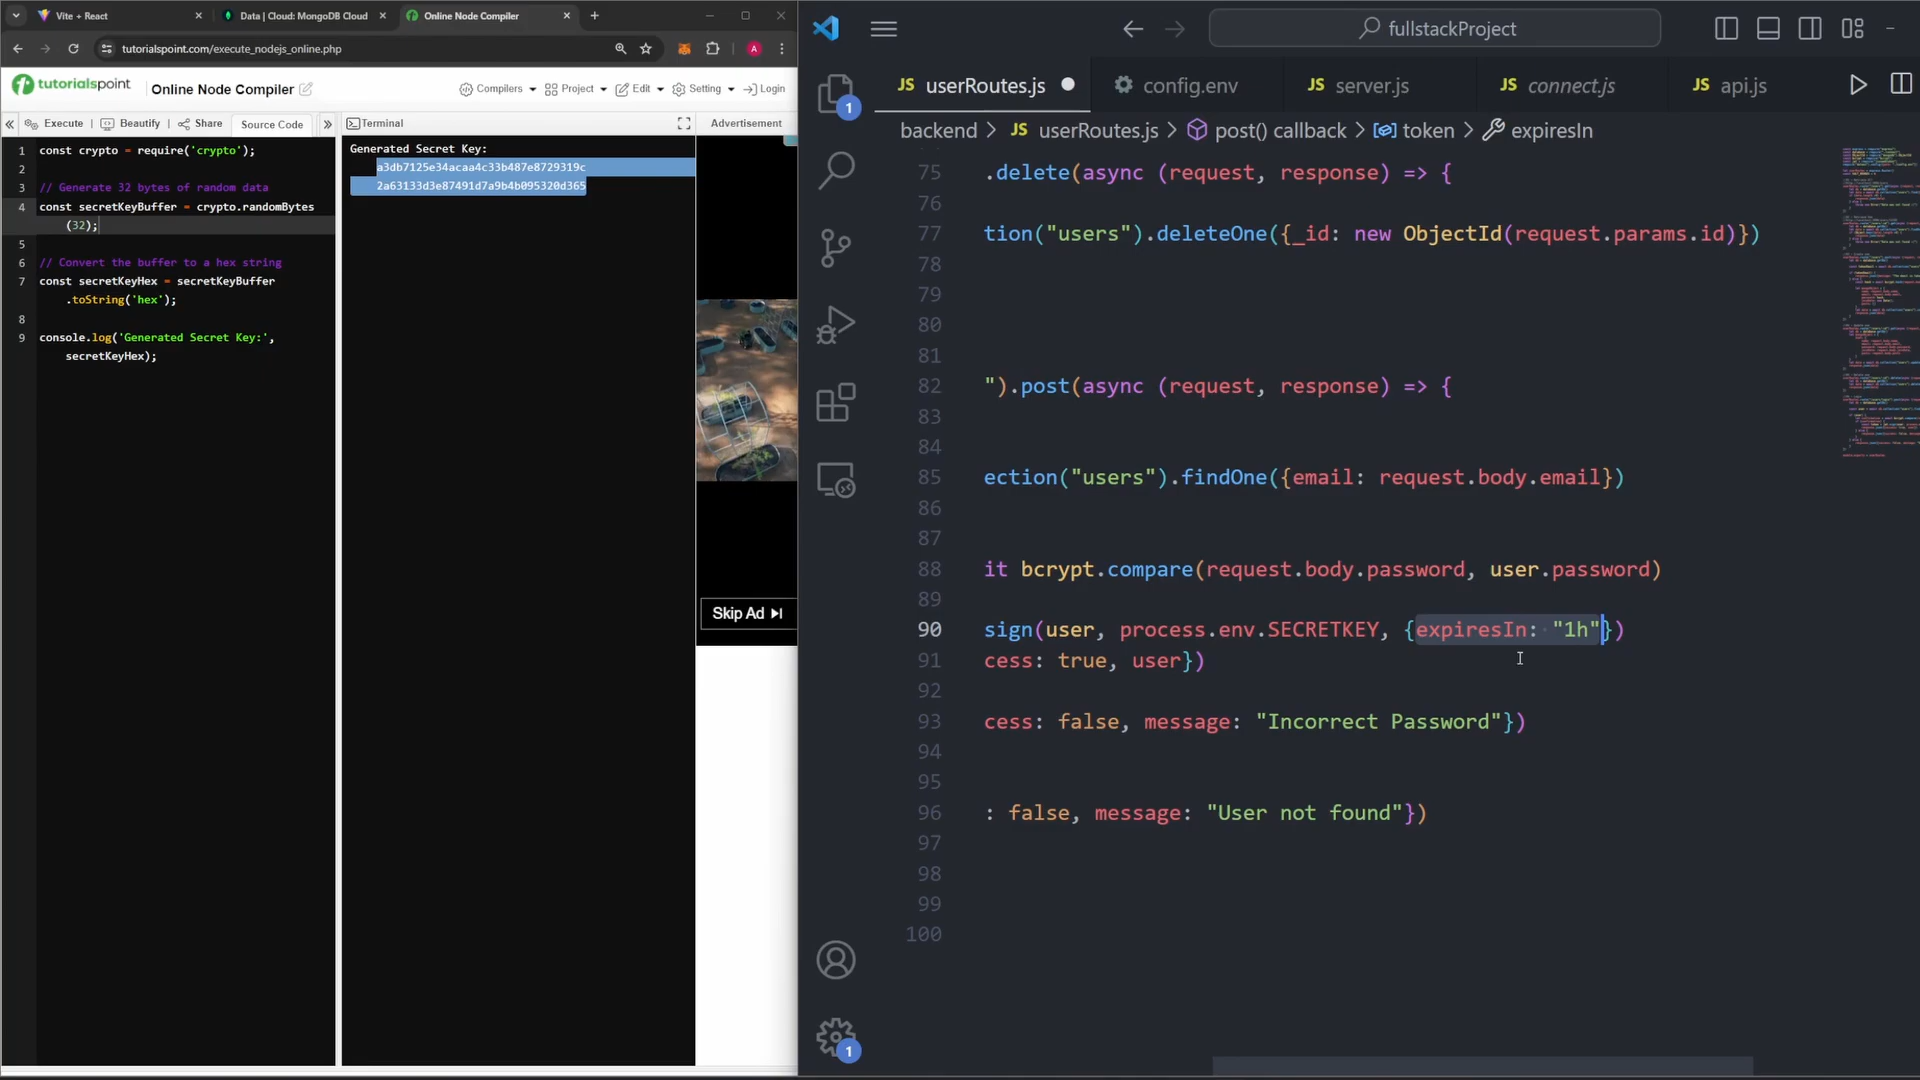 Vite + React
Data | Cloud: MongoDB Cloud
Online Node Compiler
tutorialspoint.com/execute_nodejs_online.php
A
tutorialspoint
Online Node Compiler
Compilers
Project
Edit
Setting
Login
Execute
Beautify
Share
Source Code
Terminal
Advertisement
1 const crypto = require('crypto');
2
3 // Generate 32 bytes of random data
4 const secretKeyBuffer = crypto.randomBytes
(32);
5
6 // Convert the buffer to a hex string
7 const secretKeyHex = secretKeyBuffer
.toString('hex');
8
9 console.log('Generated Secret Key:',
secretKeyHex);
Generated Secret Key:
a3db7125e34acaa4c33b487e8729319c
2a63133d3e87491d7a9b4b095320d365
Skip Ad
fullstackProject
JS userRoutes.js
config.env
JS server.js
JS connect.js
JS api.js
backend > JS userRoutes.js > post() callback > token > expiresIn
1
75 .delete(async (request, response) => {
76
77 tion("users").deleteOne({_id: new ObjectId(request.params.id)})
78
79
80
81
82 ").post(async (request, response) => {
83
84
85 ection("users").findOne({email: request.body.email})
86
87
88 it bcrypt.compare(request.body.password, user.password)
89
90 sign(user, process.env.SECRETKEY, {expiresIn: "1h"})
91 cess: true, user})
92
93 cess: false, message: "Incorrect Password"})
94
95
96 : false, message: "User not found"})
97
98
99
100
1